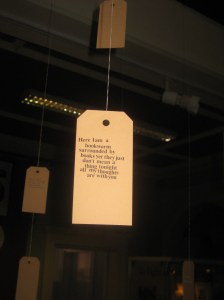 Here I am a
bookworm
surrounded by
books yet they just
don't mean a
thing tonight
all my thoughts
are with you